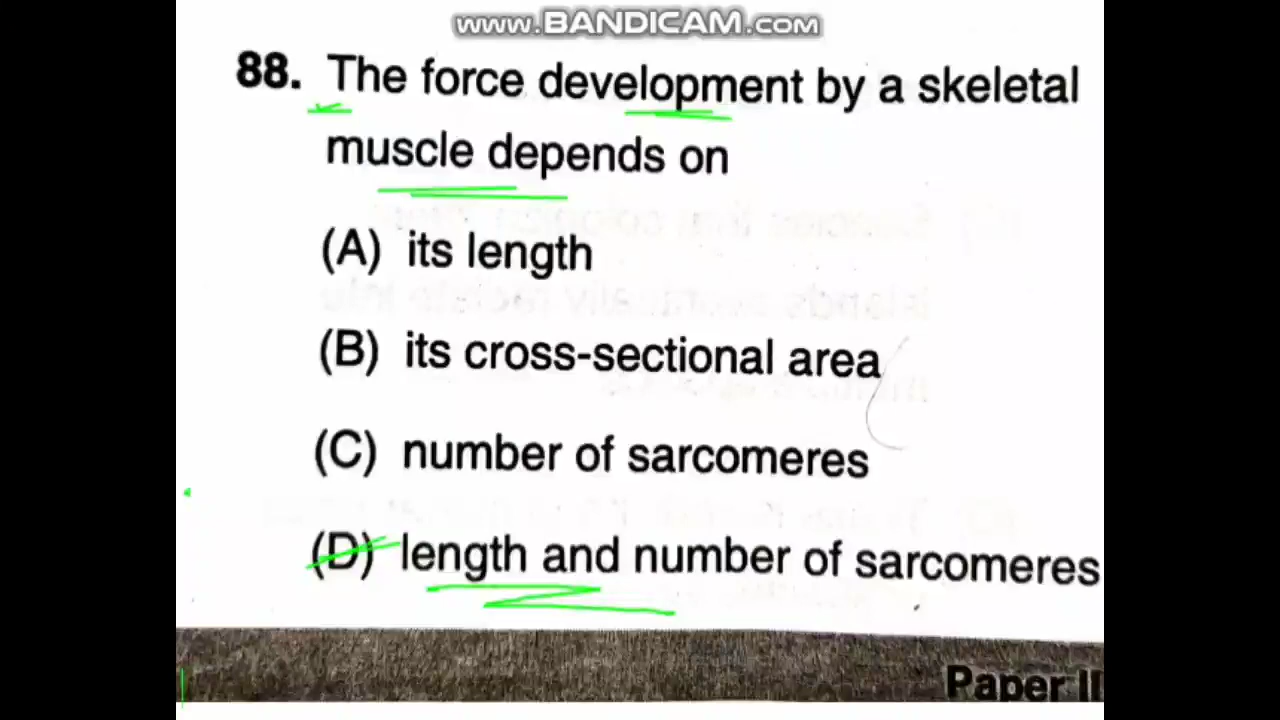 www.BANDICAM.com
88. The force development by a skeletal
muscle depends on
(A) its length
(B) its cross-sectional area
(C) number of sarcomeres
(D) length and number of sarcomeres
Paper II